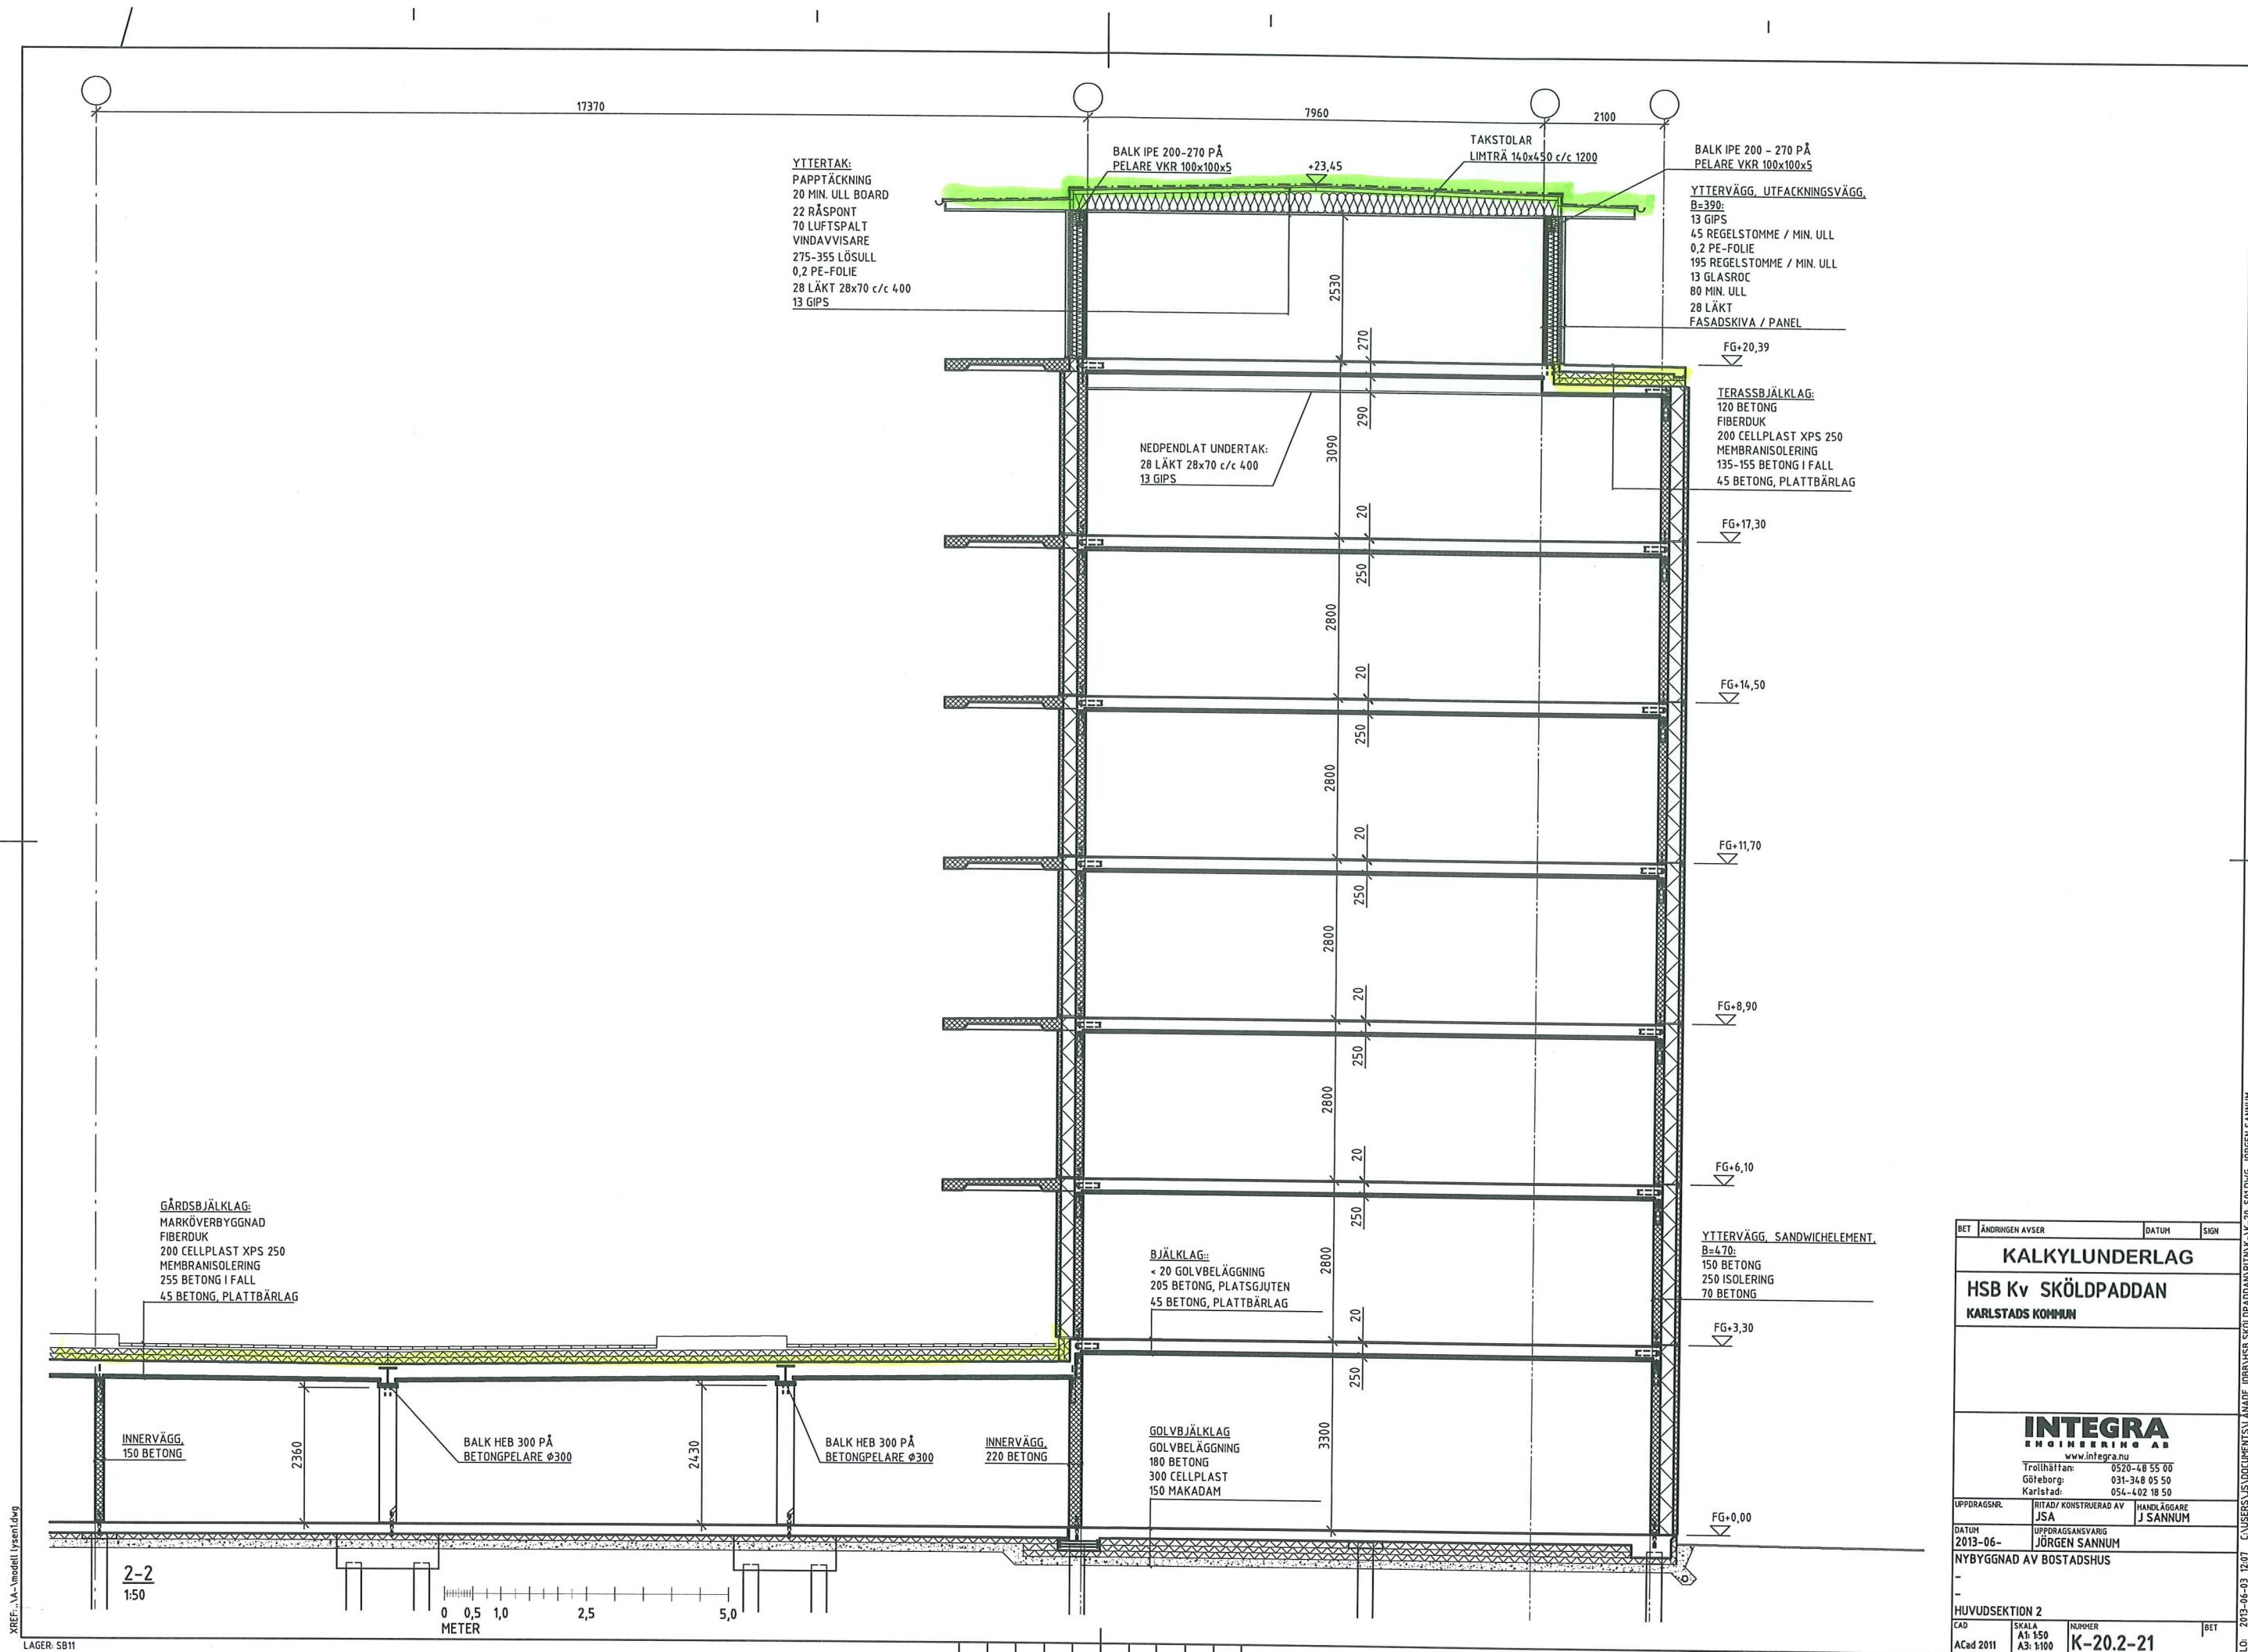 17370
7960
2100
YTTERTAK:
PAPPTÄCKNING
20 MIN. ULL BOARD
22 RÅSPONT
70 LUFTSPALT
VINDAVVISARE
275-355 LÖSULL
0,2 PE-FOLIE
28 LÄKT 28x70 c/c 400
13 GIPS
BALK IPE 200-270 PÅ
PELARE VKR 100x100x5
+23,45
TAKSTOLAR
LIMTRÄ 140x450 c/c 1200
BALK IPE 200 - 270 PÅ
PELARE VKR 100x100x5
YTTERVÄGG, UTFACKNINGSVÄGG,
B=390:
13 GIPS
45 REGELSTOMME / MIN. ULL
0,2 PE-FOLIE
195 REGELSTOMME / MIN. ULL
13 GLASROC
80 MIN. ULL
28 LÄKT
FASADSKIVA / PANEL
2530
270
FG+20,39
290
3090
NEDPENDLAT UNDERTAK:
28 LÄKT 28x70 c/c 400
13 GIPS
TERASSBJÄLKLAG:
120 BETONG
FIBERDUK
200 CELLPLAST XPS 250
MEMBRANISOLERING
135-155 BETONG I FALL
45 BETONG, PLATTBÄRLAG
20
FG+17,30
250
2800
20
FG+14,50
250
2800
20
FG+11,70
250
2800
20
FG+8,90
250
2800
20
FG+6,10
250
2800
GÅRDSBJÄLKLAG:
MARKÖVERBYGGNAD
FIBERDUK
200 CELLPLAST XPS 250
MEMBRANISOLERING
255 BETONG I FALL
45 BETONG, PLATTBÄRLAG
BJÄLKLAG::
< 20 GOLVBELÄGGNING
205 BETONG, PLATSGJUTEN
45 BETONG, PLATTBÄRLAG
YTTERVÄGG, SANDWICHELEMENT,
B=470:
150 BETONG
250 ISOLERING
70 BETONG
20
FG+3,30
250
INNERVÄGG,
150 BETONG
2360
BALK HEB 300 PÅ
BETONGPELARE Ø300
2430
BALK HEB 300 PÅ
BETONGPELARE Ø300
INNERVÄGG,
220 BETONG
GOLVBJÄLKLAG
GOLVBELÄGGNING
180 BETONG
300 CELLPLAST
150 MAKADAM
3300
FG+0,00
2-2
1:50
0 0,5 1,0 2,5 5,0
METER
BET ÄNDRINGEN AVSER DATUM SIGN
KALKYLUNDERLAG
HSB Kv SKÖLDPADDAN
KARLSTADS KOMMUN
INTEGRA
ENGINEERING AB
www.integra.nu
Trollhättan: 0520-48 55 00
Göteborg: 031-348 05 50
Karlstad: 054-402 18 50
UPPDRAGSNR. RITAD/ KONSTRUERAD AV HANDLÄGGARE
JSA J SANNUM
DATUM UPPDRAGSANSVARIG
2013-06- JÖRGEN SANNUM
NYBYGGNAD AV BOSTADSHUS
-
-
HUVUDSEKTION 2
CAD SKALA NUMMER BET
ACad 2011 A1: 1:50
A3: 1:100 K-20.2-21
XREF: ..\A-\modell lysen1.dwg
LAGER: SB11
2013-06-03 12:07